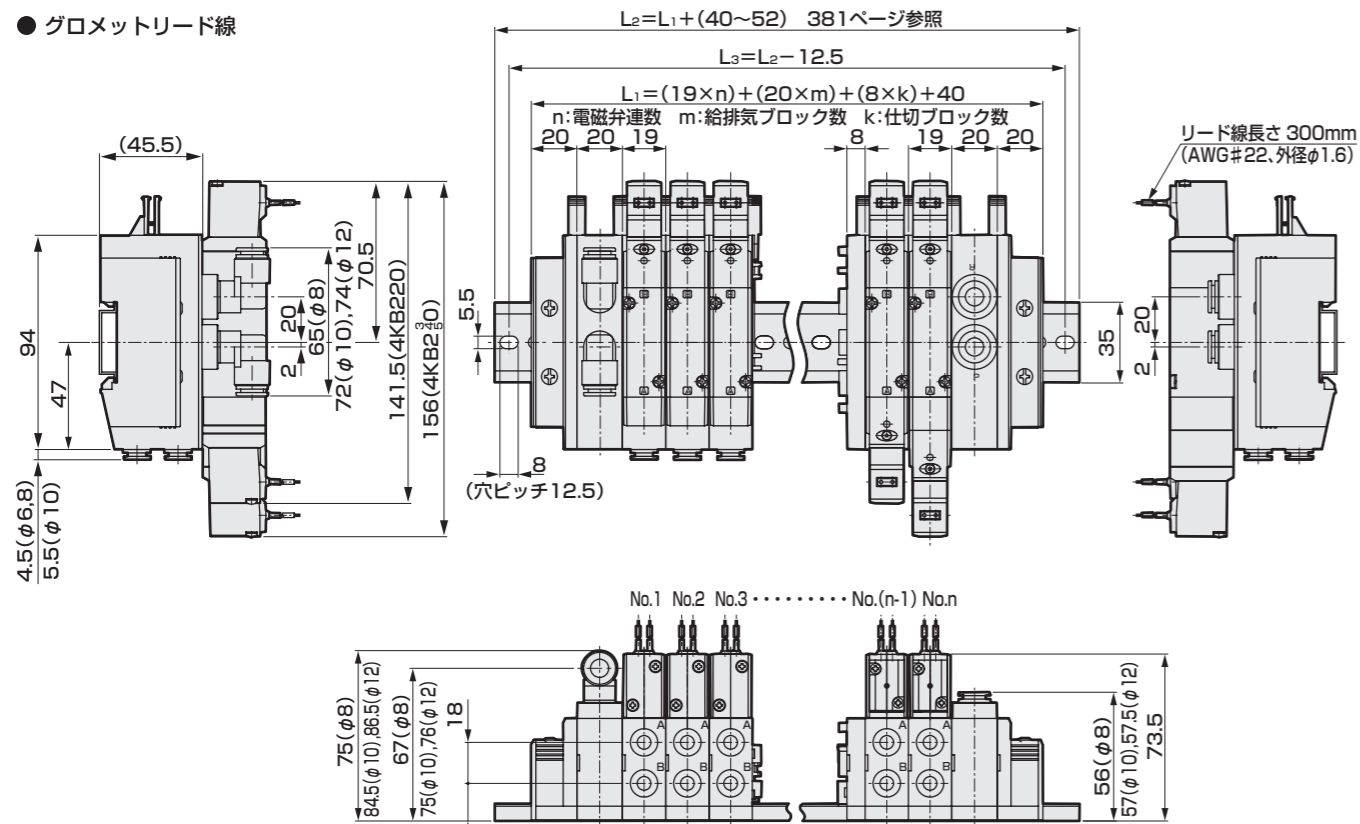 ● グロメットリード線
L₂=L₁+(40〜52) 381ページ参照
L₃=L₂−12.5
L₁=(19×n)+(20×m)+(8×k)+40
n:電磁弁連数 m:給排気ブロック数 k:仕切ブロック数
20 20 19
8 19 20 20
リード線長さ 300mm
(AWG♯22、外径φ1.6)
(45.5)
94
47
4.5(φ6,8)
5.5(φ10)
20
2
65(φ8)
72(φ10),74(φ12)
70.5
141.5(4KB220)
156(4KB2³⁴₅0)
5.5
8
(穴ピッチ12.5)
R
P
B B B B B
A A A A A
35
20
2
No.1 No.2 No.3 ・・・・・・・・・ No.(n-1) No.n
75(φ8)
84.5(φ10),86.5(φ12)
67(φ8)
75(φ10),76(φ12)
18
A A A A A
B B B B B
56(φ8)
57(φ10),57.5(φ12)
73.5